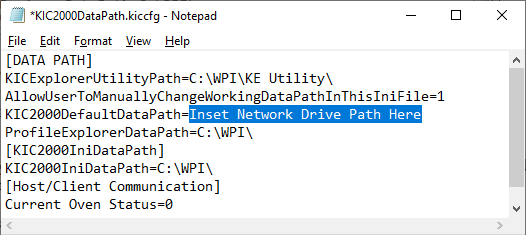 *KIC2000DataPath.kiccfg - Notepad
File Edit Format View Help
[DATA PATH]
KICExplorerUtilityPath=C:\WPI\KE Utility\
AllowUserToManuallyChangeWorkingDataPathInThisIniFile=1
KIC2000DefaultDataPath=Inset Network Drive Path Here
ProfileExplorerDataPath=C:\WPI\
[KIC2000IniDataPath]
KIC2000IniDataPath=C:\WPI\
[Host/Client Communication]
Current Oven Status=0